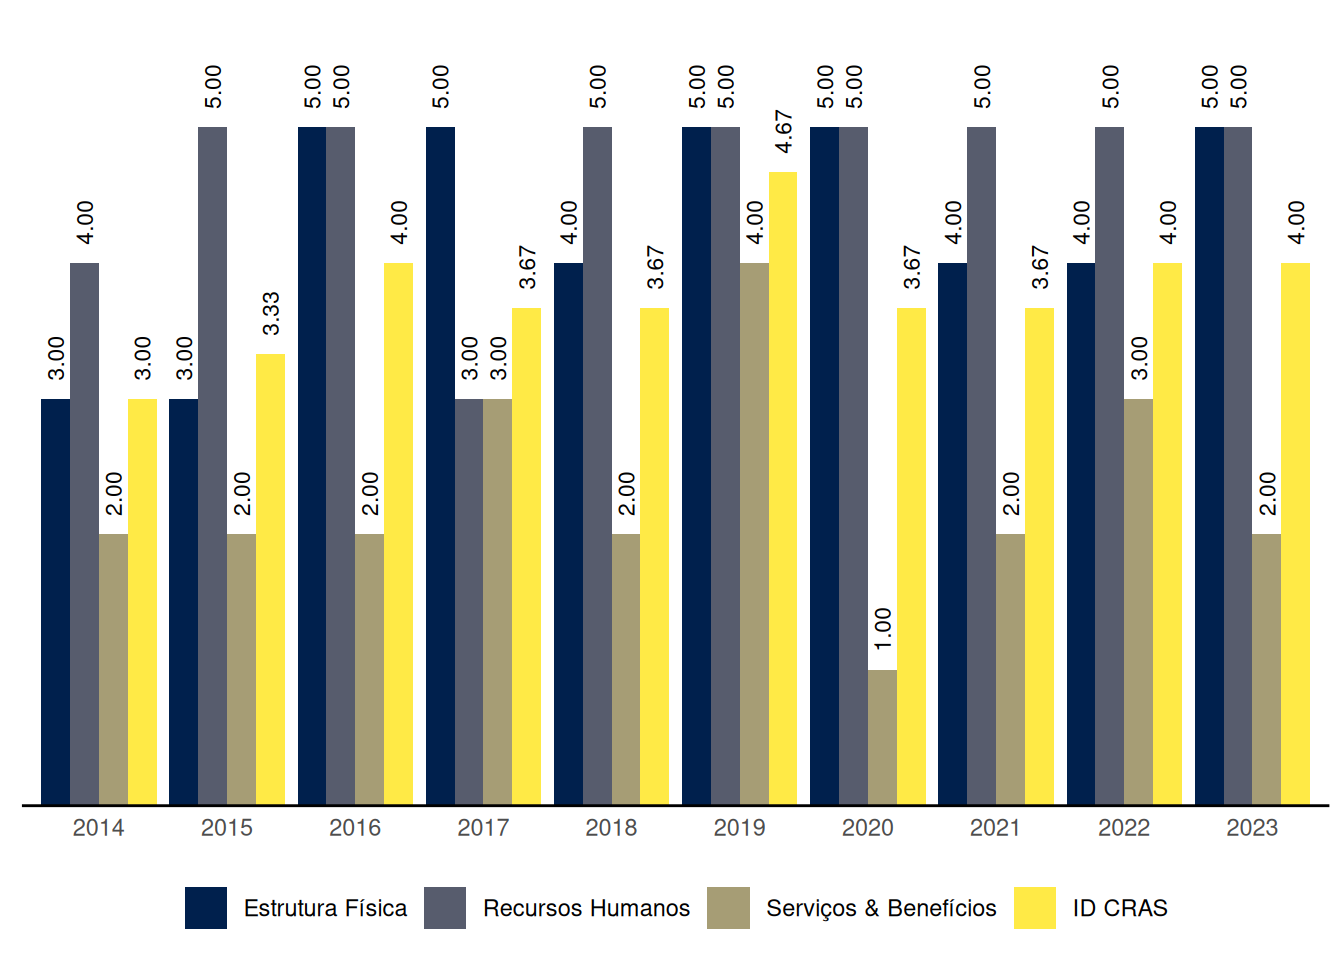 3.00 4.00 2.00 3.00 3.00 5.00 2.00 3.33 5.00 5.00 2.00 4.00 5.00 3.00 3.00 3.67 4.00 5.00 2.00 3.67 5.00 5.00 4.00 4.67 5.00 5.00 1.00 3.67 4.00 5.00 2.00 3.67 4.00 5.00 3.00 4.00 5.00 5.00 2.00 4.00
2014 2015 2016 2017 2018 2019 2020 2021 2022 2023
Estrutura Física Recursos Humanos Serviços & Benefícios ID CRAS